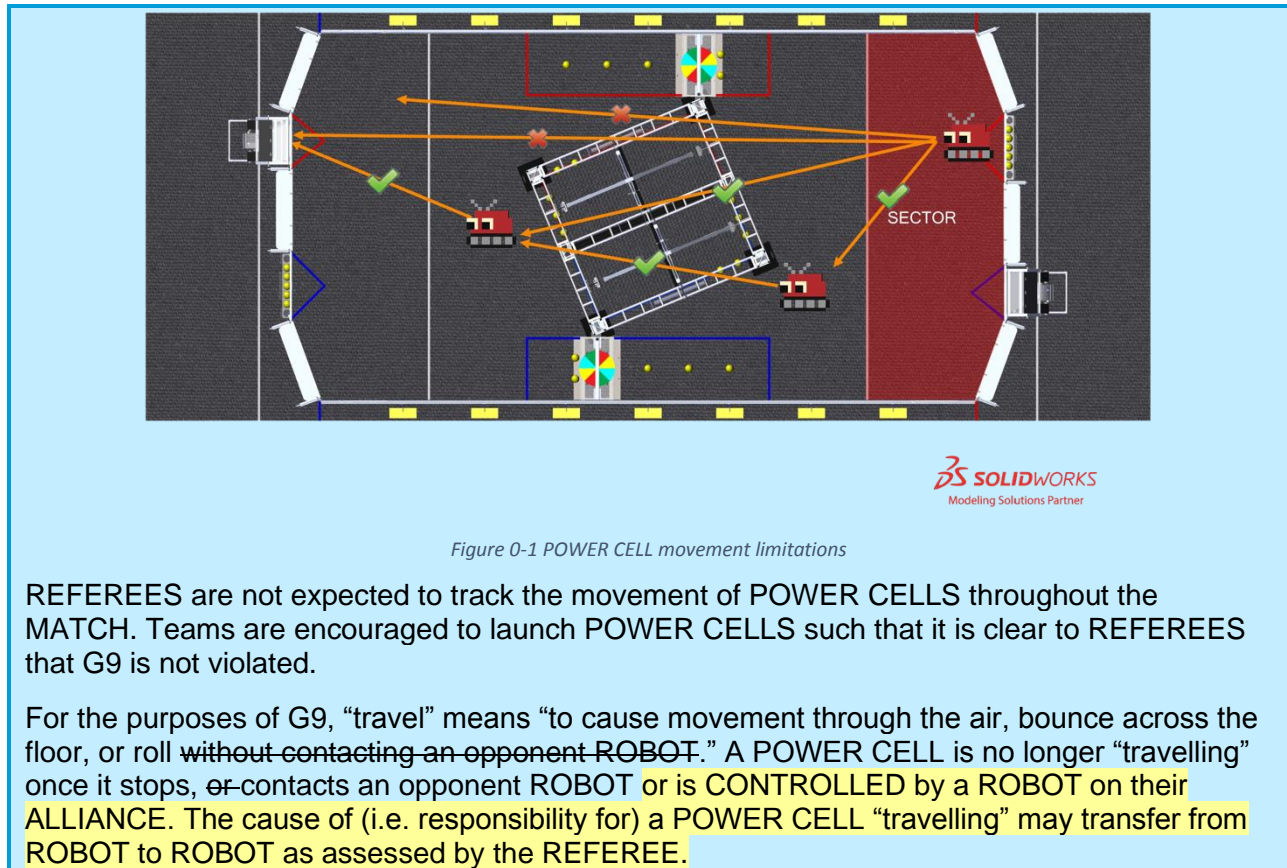 SECTOR
3S SOLIDWORKS
Modeling Solutions Partner
Figure 0-1 POWER CELL movement limitations
REFEREES are not expected to track the movement of POWER CELLS throughout the
MATCH. Teams are encouraged to launch POWER CELLS such that it is clear to REFEREES
that G9 is not violated.
For the purposes of G9, “travel” means “to cause movement through the air, bounce across the
floor, or roll without contacting an opponent ROBOT.” A POWER CELL is no longer “travelling”
once it stops, or contacts an opponent ROBOT or is CONTROLLED by a ROBOT on their
ALLIANCE. The cause of (i.e. responsibility for) a POWER CELL “travelling” may transfer from
ROBOT to ROBOT as assessed by the REFEREE.